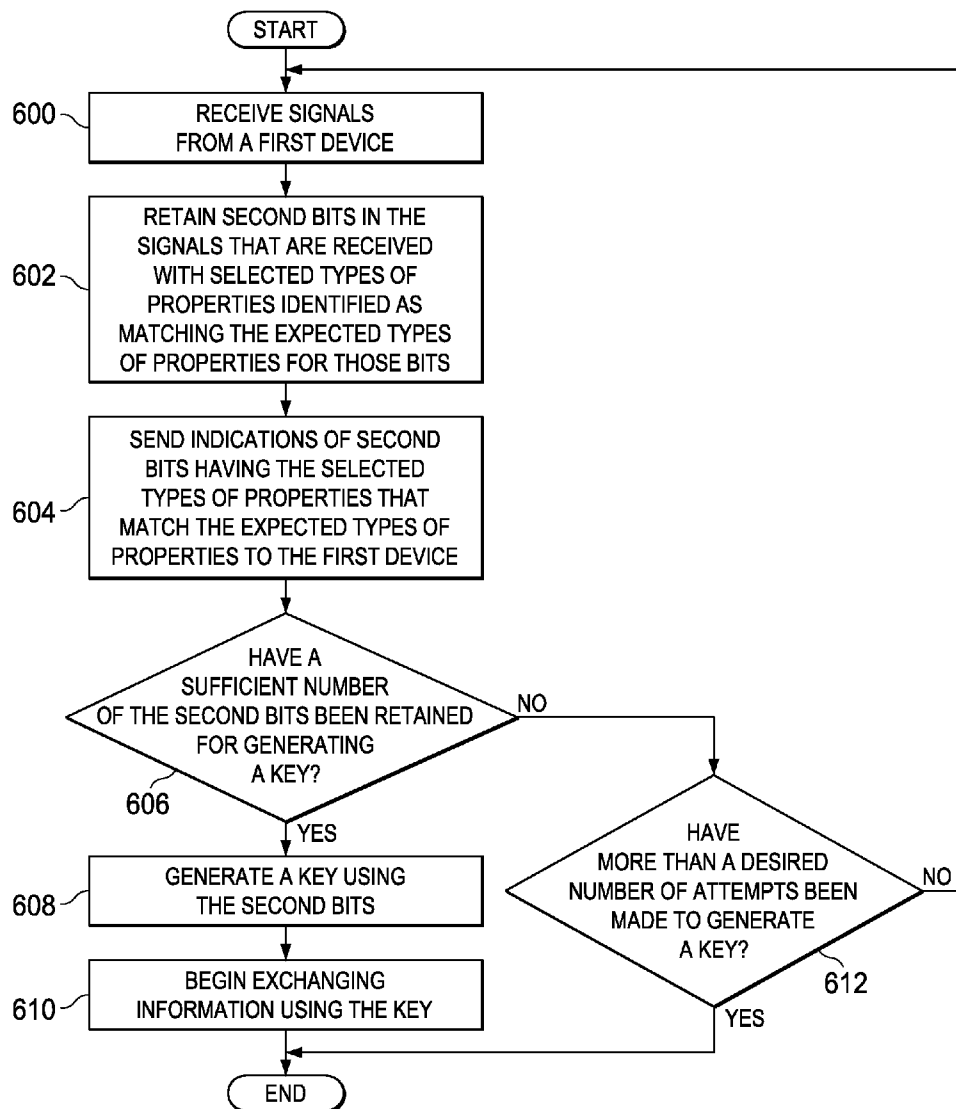 START
600
RECEIVE SIGNALS
FROM A FIRST DEVICE
602
RETAIN SECOND BITS IN THE
SIGNALS THAT ARE RECEIVED
WITH SELECTED TYPES OF
PROPERTIES IDENTIFIED AS
MATCHING THE EXPECTED TYPES
OF PROPERTIES FOR THOSE BITS
604
SEND INDICATIONS OF SECOND
BITS HAVING THE SELECTED
TYPES OF PROPERTIES THAT
MATCH THE EXPECTED TYPES OF
PROPERTIES TO THE FIRST DEVICE
HAVE A
SUFFICIENT NUMBER
OF THE SECOND BITS BEEN RETAINED
FOR GENERATING
A KEY?
606
NO
YES
608
GENERATE A KEY USING
THE SECOND BITS
610
BEGIN EXCHANGING
INFORMATION USING THE KEY
HAVE
MORE THAN A DESIRED
NUMBER OF ATTEMPTS BEEN
MADE TO GENERATE
A KEY?
612
NO
YES
END